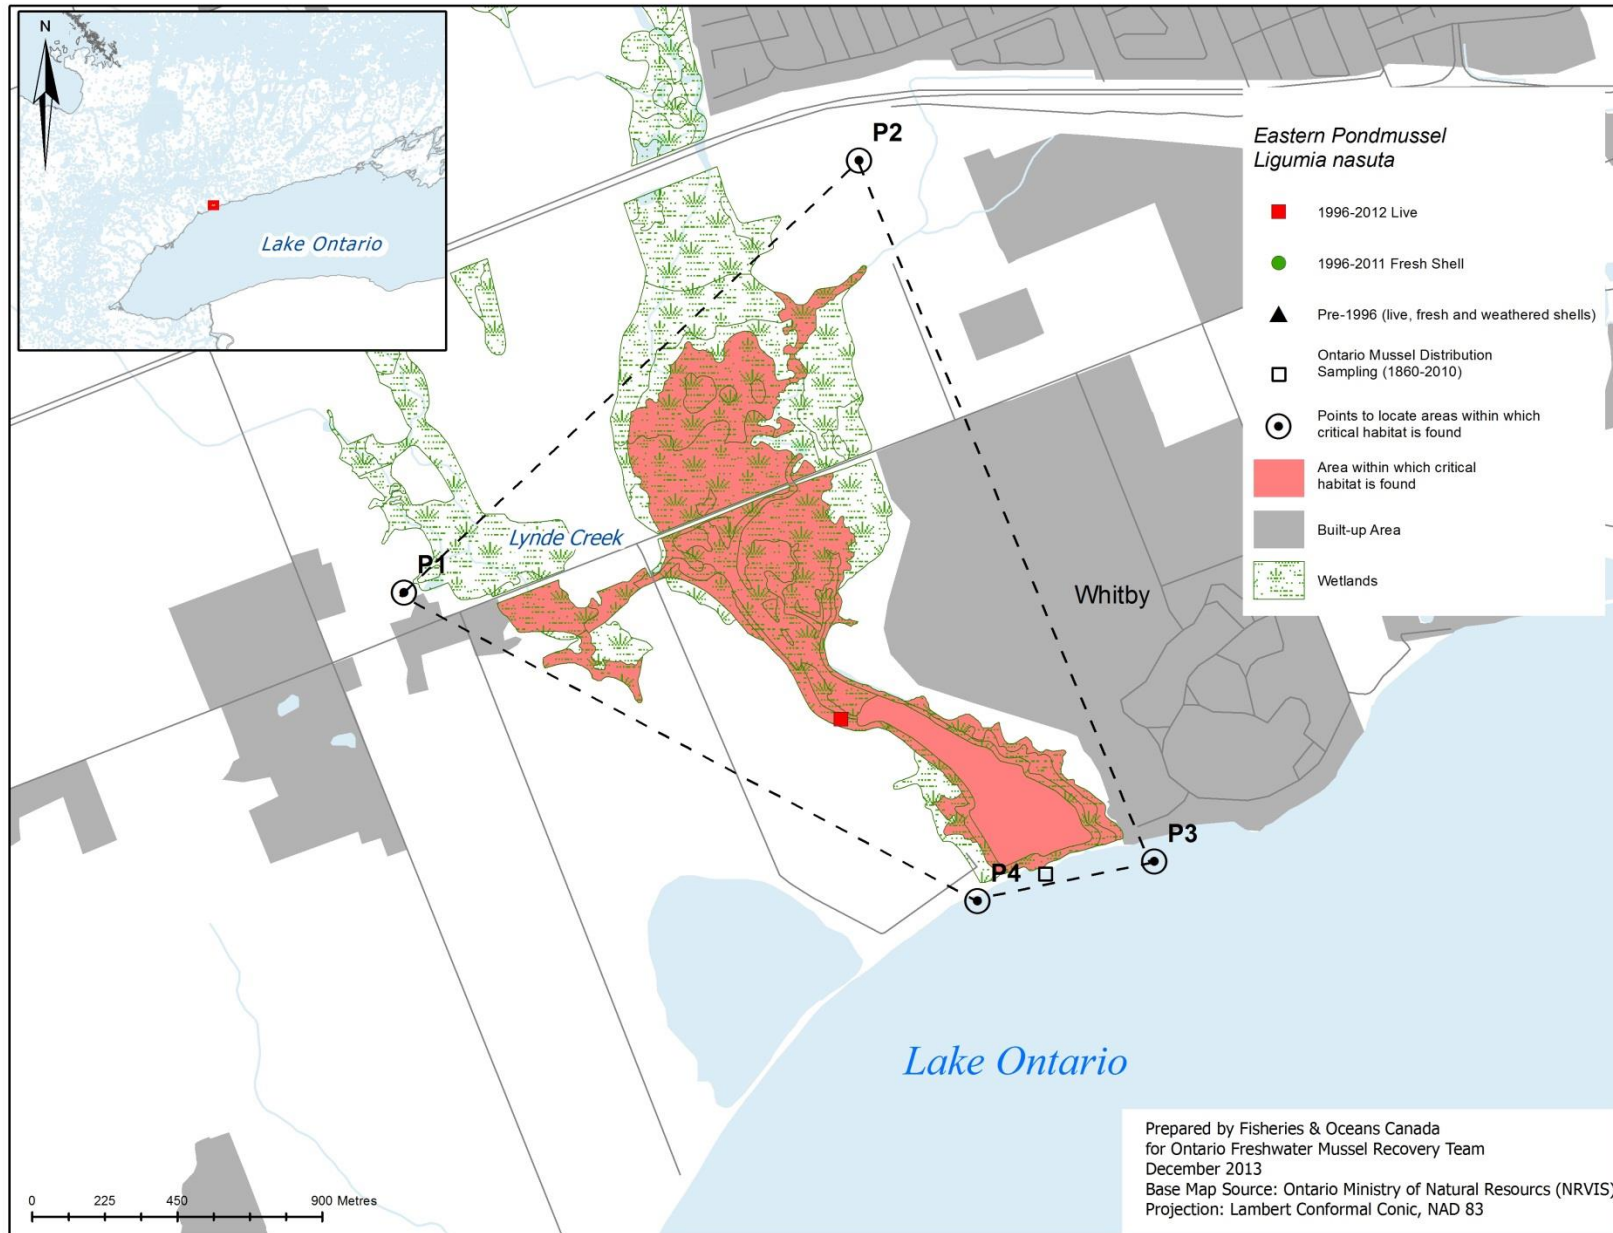 N
Lake Ontario
P2
Eastern Pondmussel
Ligumia nasuta
1996-2012 Live
1996-2011 Fresh Shell
Pre-1996 (live, fresh and weathered shells)
Ontario Mussel Distribution
Sampling (1860-2010)
Points to locate areas within which
critical habitat is found
Area within which critical
habitat is found
Built-up Area
Wetlands
Lynde Creek
P1
Whitby
P3
P4
Lake Ontario
0 225 450 900 Metres
Prepared by Fisheries & Oceans Canada
for Ontario Freshwater Mussel Recovery Team
December 2013
Base Map Source: Ontario Ministry of Natural Resourcs (NRVIS)
Projection: Lambert Conformal Conic, NAD 83